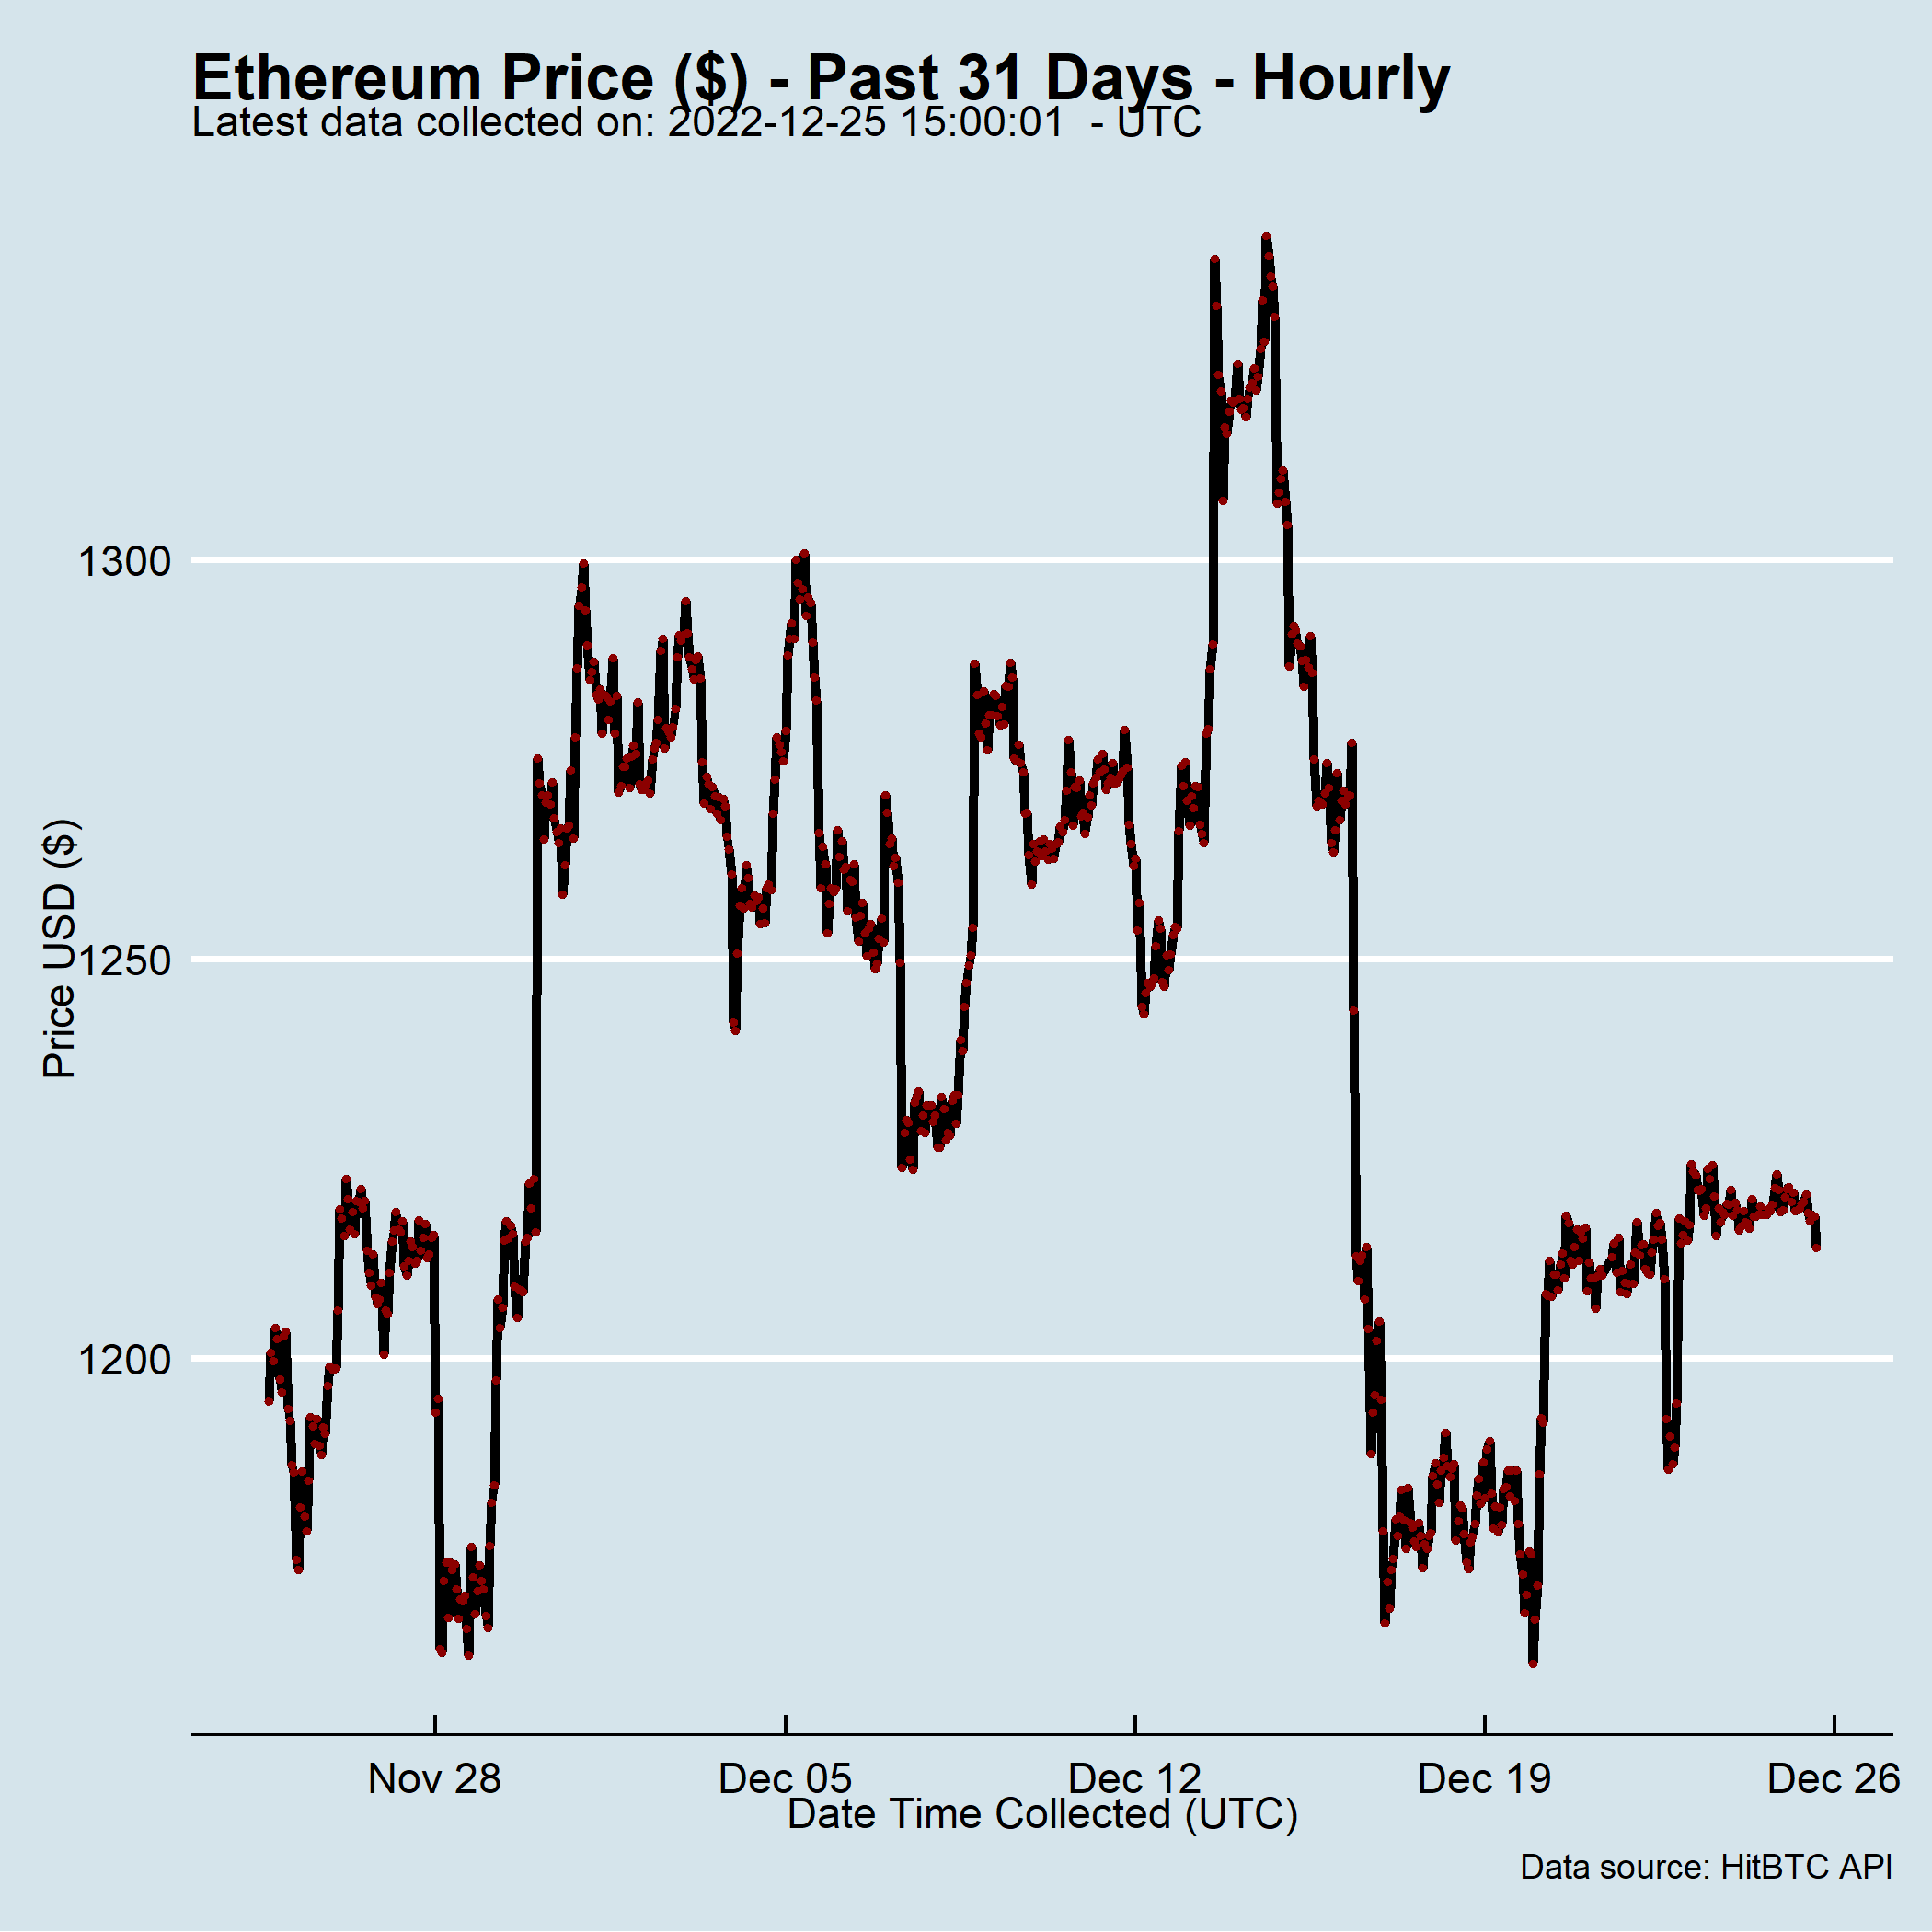 Ethereum Price ($) - Past 31 Days - Hourly
Latest data collected on: 2022-12-25 15:00:01  - UTC
1300
Price USD ($)
1250
1200
Nov 28 Dec 05 Dec 12 Dec 19 Dec 26
Date Time Collected (UTC)
Data source: HitBTC API